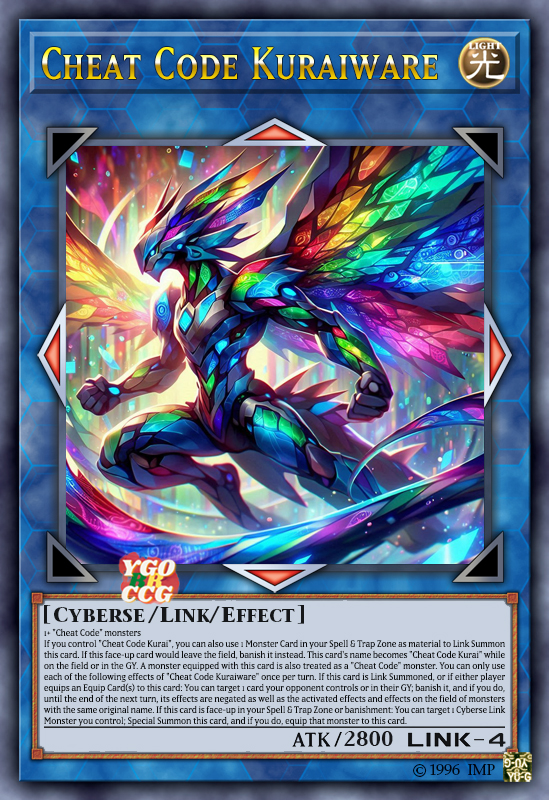 CHEAT CODE KURAIWARE
LIGHT
光
YGO
RR
CCG
[CYBERSE/LINK/EFFECT]
1+ "Cheat Code" monsters
If you control "Cheat Code Kurai", you can also use 1 Monster Card in your Spell & Trap Zone as material to Link Summon
this card. If this face-up card would leave the field, banish it instead. This card's name becomes "Cheat Code Kurai" while
on the field or in the GY. A monster equipped with this card is also treated as a "Cheat Code" monster. You can only use
each of the following effects of "Cheat Code Kuraiware" once per turn. If this card is Link Summoned, or if either player
equips an Equip Card(s) to this card: You can target 1 card your opponent controls or in their GY; banish it, and if you do,
until the end of the next turn, its effects are negated as well as the activated effects and effects on the field of monsters
with the same original name. If this card is face-up in your Spell & Trap Zone or banishment: You can target 1 Cyberse Link
Monster you control; Special Summon this card, and if you do, equip that monster to this card.
ATK/2800 LINK-4
©1996 IMP
YU-G